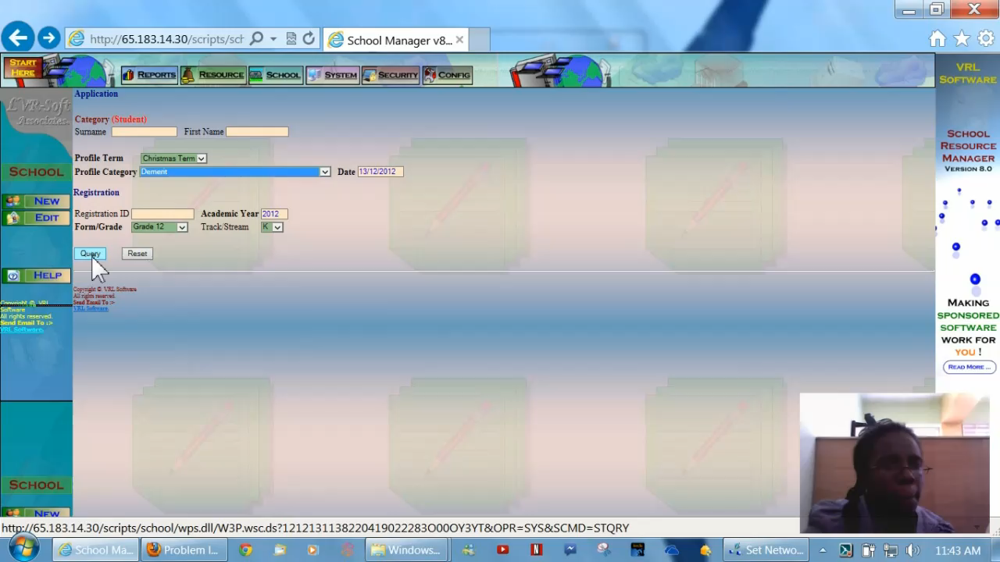 http://65.183.14.30/scripts/sch
School Manager v8...
START HERE
REPORTS
RESOURCE
SCHOOL
SYSTEM
SECURITY
CONFIG
VRL
SOFTWARE
LVR-Soft
Associates.
Application
Category (Student)
Surname
First Name
Profile Term
Christmas Term
Profile Category
Demerit
Date
13/12/2012
Registration
Registration ID
Academic Year
2012
Form/Grade
Grade 12
Track/Stream
K
Query
Reset
Copyright ©. VRL Software
All rights reserved.
Send Email To :>
VRL Software.
SCHOOL
NEW
EDIT
HELP
Copyright ©. VRL
Software
All rights reserved.
Send Email To :>
VRL Software.
SCHOOL
NEW
SCHOOL
RESOURCE
MANAGER
VERSION 8.0
MAKING
SPONSORED
SOFTWARE
WORK FOR
YOU !
READ MORE ...
http://65.183.14.30/scripts/school/wps.dll/W3P.wsc.ds?1212131138220419022283O00OY3YT&OPR=SYS&SCMD=STQRY
School Ma...
Problem l...
Windows...
Set Netwo...
11:43 AM